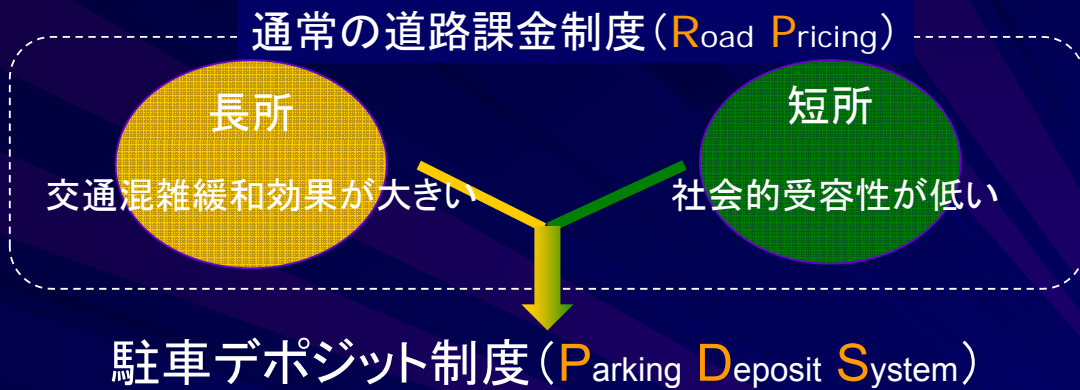 通常の道路課金制度（Road Pricing）
長所
短所
交通混雑緩和効果が大きい
社会的受容性が低い
駐車デポジット制度（Parking Deposit System）